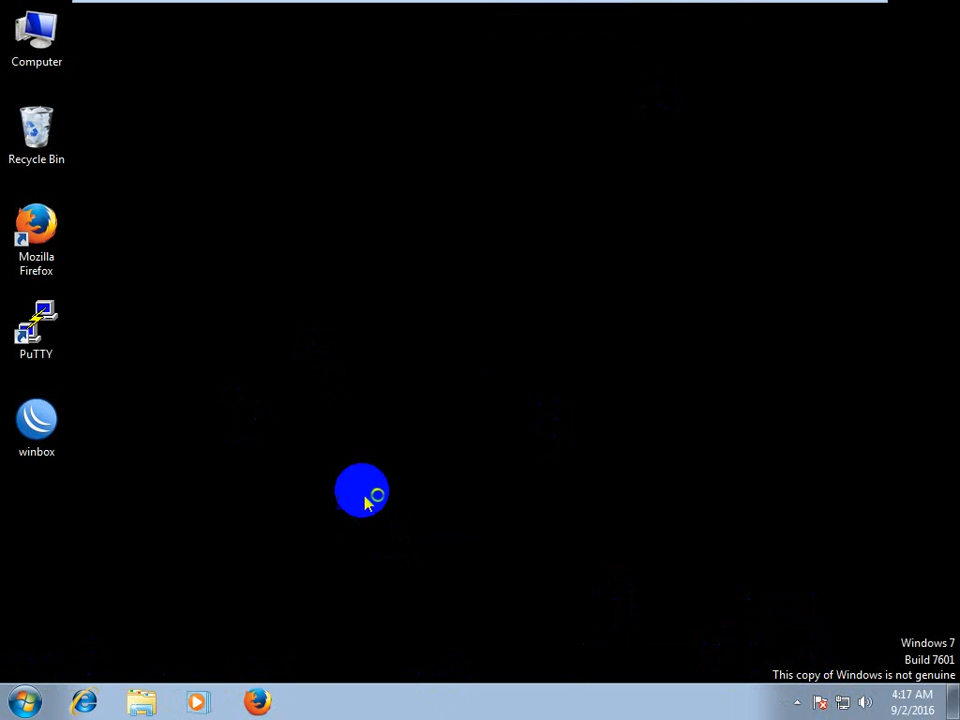 Computer
Recycle Bin
Mozilla
Firefox
PuTTY
winbox
Windows 7
Build 7601
This copy of Windows is not genuine
4:17 AM
9/2/2016